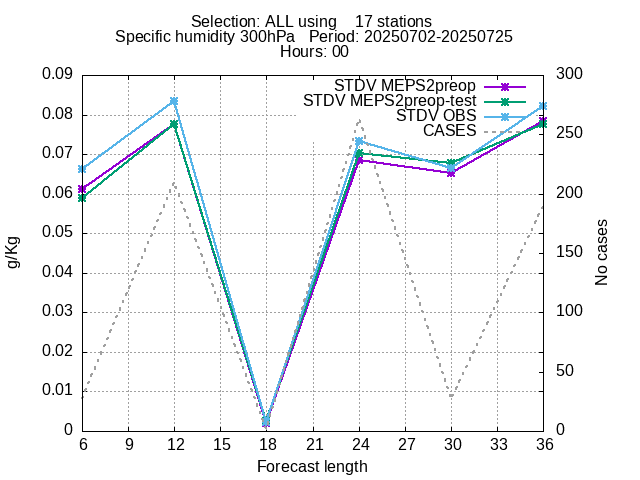 Selection: ALL using    17 stations
Specific humidity 300hPa   Period: 20250702-20250725
Hours: 00
STDV MEPS2preop
STDV MEPS2preop-test
STDV OBS
CASES
0.09
0.08
0.07
0.06
0.05
0.04
0.03
0.02
0.01
0
g/Kg
300
250
200
150
100
50
0
No cases
6 9 12 15 18 21 24 27 30 33 36
Forecast length